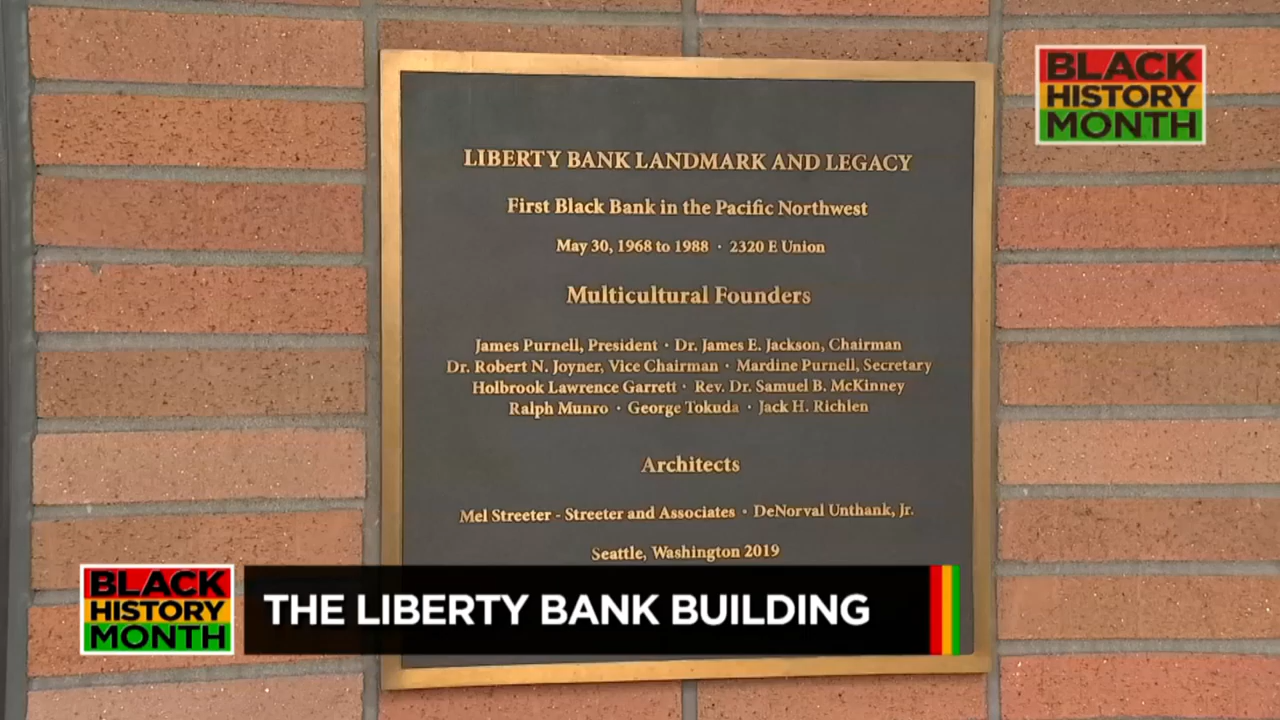 BLACK
HISTORY
MONTH
LIBERTY BANK LANDMARK AND LEGACY
First Black Bank in the Pacific Northwest
May 30, 1968 to 1988 · 2320 E Union
Multicultural Founders
James Purnell, President · Dr. James E. Jackson, Chairman
Dr. Robert N. Joyner, Vice Chairman · Mardine Purnell, Secretary
Holbrook Lawrence Garrett · Rev. Dr. Samuel B. McKinney
Ralph Munro · George Tokuda · Jack H. Richlen
Architects
Mel Streeter - Streeter and Associates · DeNorval Unthank, Jr.
Seattle, Washington 2019
BLACK
HISTORY
MONTH
THE LIBERTY BANK BUILDING